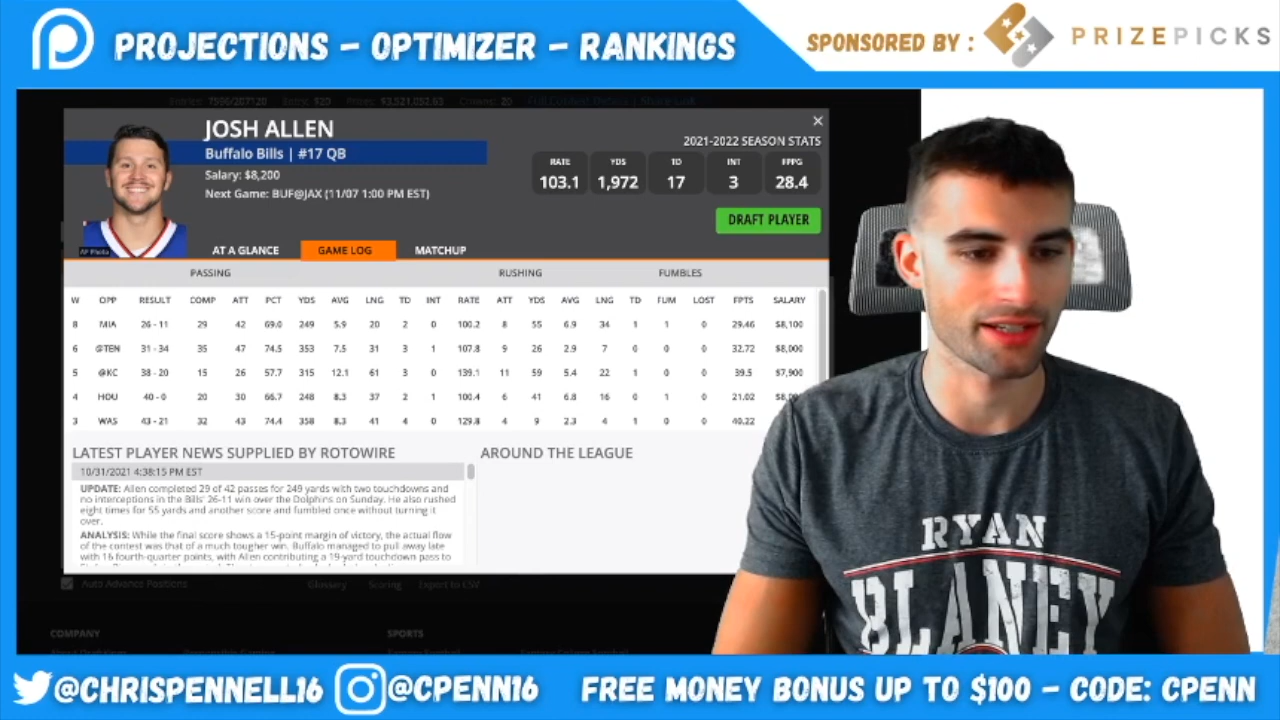 PROJECTIONS – OPTIMIZER – RANKINGS
SPONSORED BY : PRIZEPICKS
JOSH ALLEN
Buffalo Bills | #17 QB
Salary: $8,200
Next Game: BUF@JAX (11/07 1:00 PM EST)
2021-2022 SEASON STATS
RATE YDS TD INT FPPG
103.1 1,972 17 3 28.4
DRAFT PLAYER
AP Photo
AT A GLANCE GAME LOG MATCHUP
PASSING RUSHING FUMBLES
W OPP RESULT COMP ATT PCT YDS AVG LNG TD INT RATE ATT YDS AVG LNG TD FUM LOST FPTS SALARY
8 MIA 26 - 11 29 42 69.0 249 5.9 20 2 0 100.2 8 55 6.9 34 1 1 0 29.46 $8,100
6 @TEN 31 - 34 35 47 74.5 353 7.5 31 3 1 107.8 9 26 2.9 7 0 0 0 32.72 $8,000
5 @KC 38 - 20 15 26 57.7 315 12.1 61 3 0 139.1 11 59 5.4 22 1 0 0 39.5 $7,900
4 HOU 40 - 0 20 30 66.7 248 8.3 37 2 1 100.4 6 41 6.8 16 0 1 0 21.02
3 WAS 43 - 21 32 43 74.4 358 8.3 41 4 0 129.8 4 9 2.3 4 1 0 0 40.22
LATEST PLAYER NEWS SUPPLIED BY ROTOWIRE
AROUND THE LEAGUE
10/31/2021 4:38:15 PM EST
UPDATE: Allen completed 29 of 42 passes for 249 yards with two touchdowns and
no interceptions in the Bills' 26-11 win over the Dolphins on Sunday. He also rushed
eight times for 55 yards and another score and fumbled once without turning it
over.
ANALYSIS: While the final score shows a 15-point margin of victory, the actual flow
of the contest was that of a much tougher win. Buffalo managed to pull away late
with 16 fourth-quarter points, with Allen contributing a 19-yard touchdown pass to
Auto Advance Positions
Glossary Scoring Export to CSV
COMPANY SPORTS
RYAN
BLANEY
@CHRISPENNELL16 @CPENN16 FREE MONEY BONUS UP TO $100 – CODE: CPENN